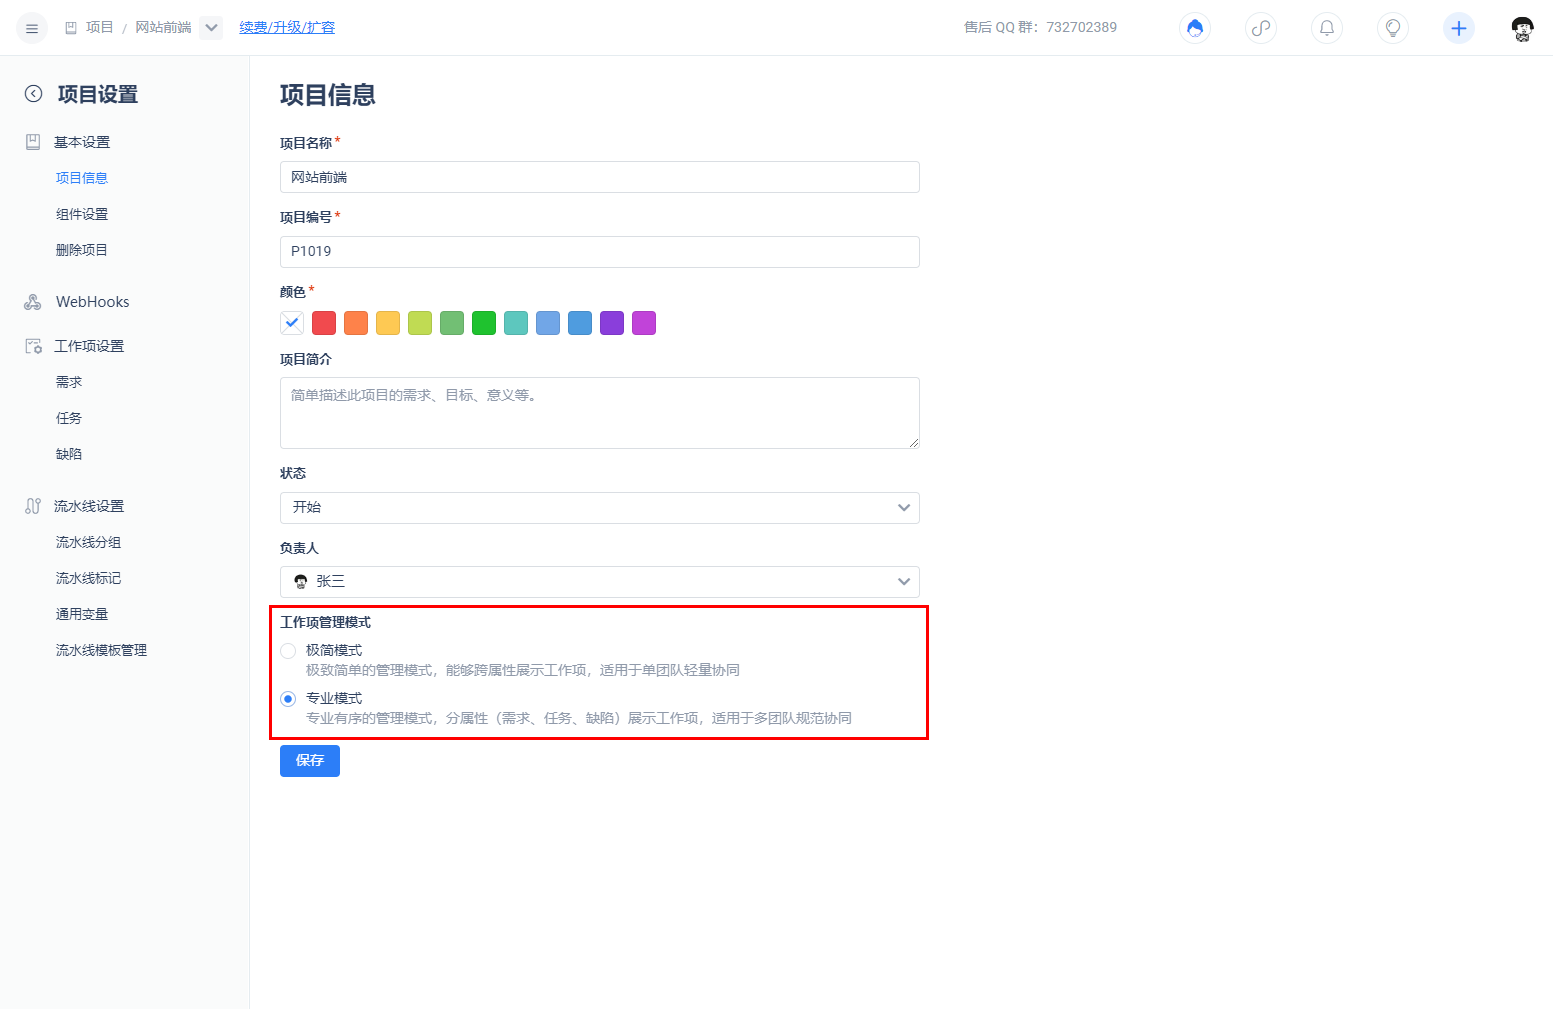 项目 / 网站前端 续费/升级/扩容 售后 QQ 群：732702389
项目设置
基本设置
项目信息
组件设置
删除项目
WebHooks
工作项设置
需求
任务
缺陷
流水线设置
流水线分组
流水线标记
通用变量
流水线模板管理
项目信息
项目名称*
网站前端
项目编号*
P1019
颜色*
项目简介
简单描述此项目的需求、目标、意义等。
状态
开始
负责人
张三
工作项管理模式
极简模式
极致简单的管理模式，能够跨属性展示工作项，适用于单团队轻量协同
专业模式
专业有序的管理模式，分属性（需求、任务、缺陷）展示工作项，适用于多团队规范协同
保存